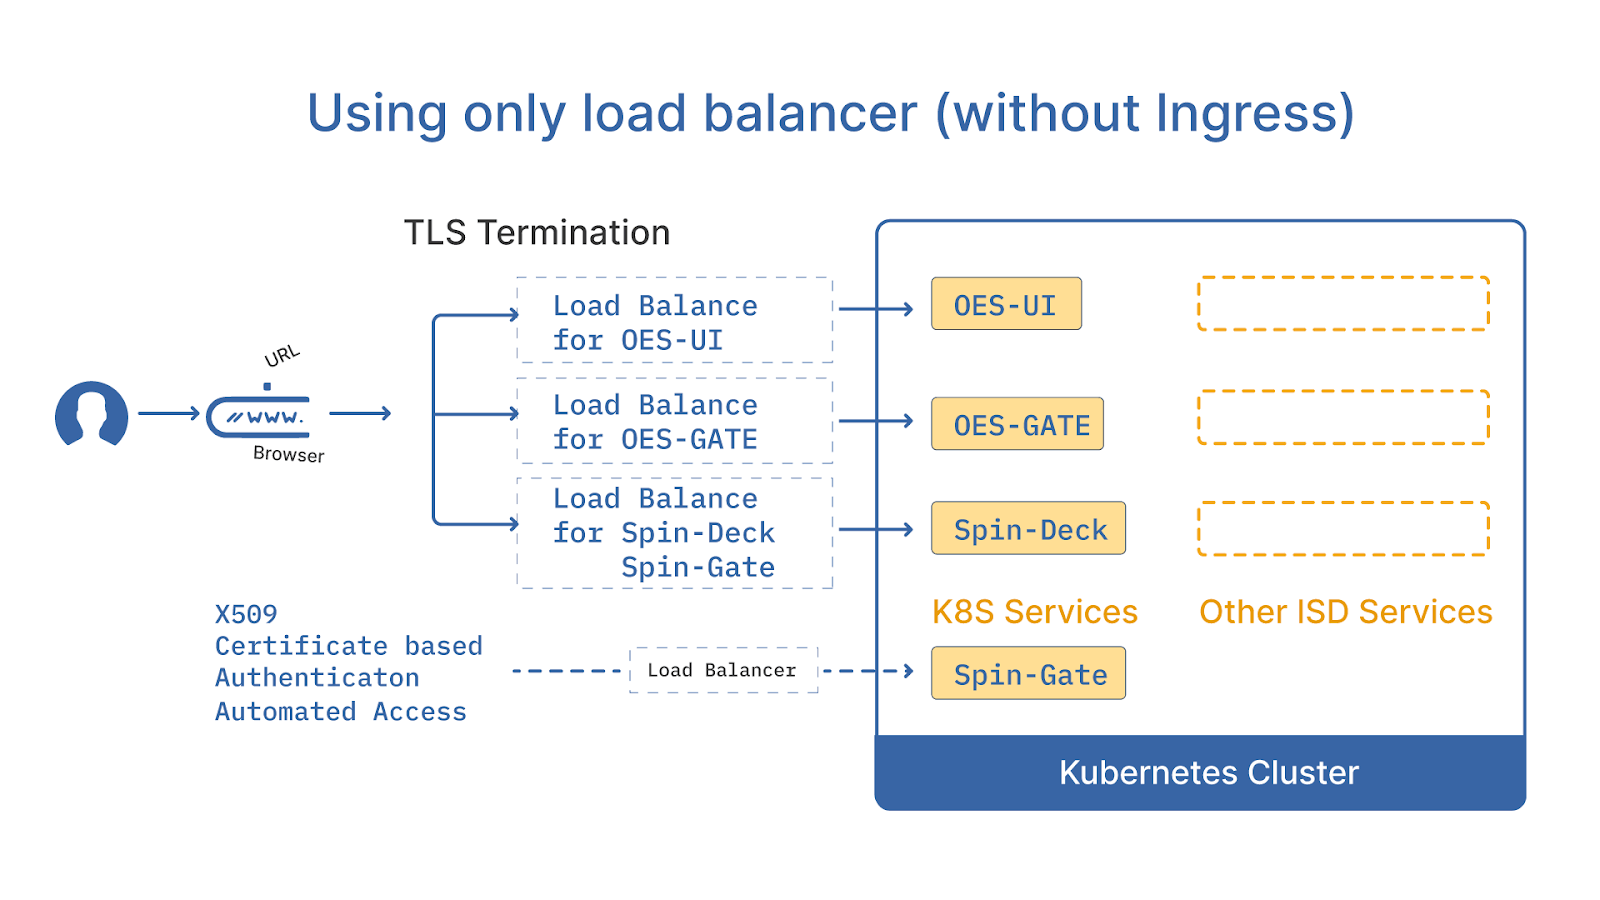 Using only load balancer (without Ingress)
TLS Termination
URL
//www.
Browser
Load Balance
for OES-UI
Load Balance
for OES-GATE
Load Balance
for Spin-Deck
Spin-Gate
OES-UI
OES-GATE
Spin-Deck
K8S Services
Other ISD Services
X509
Certificate based
Authenticaton
Automated Access
Load Balancer
Spin-Gate
Kubernetes Cluster